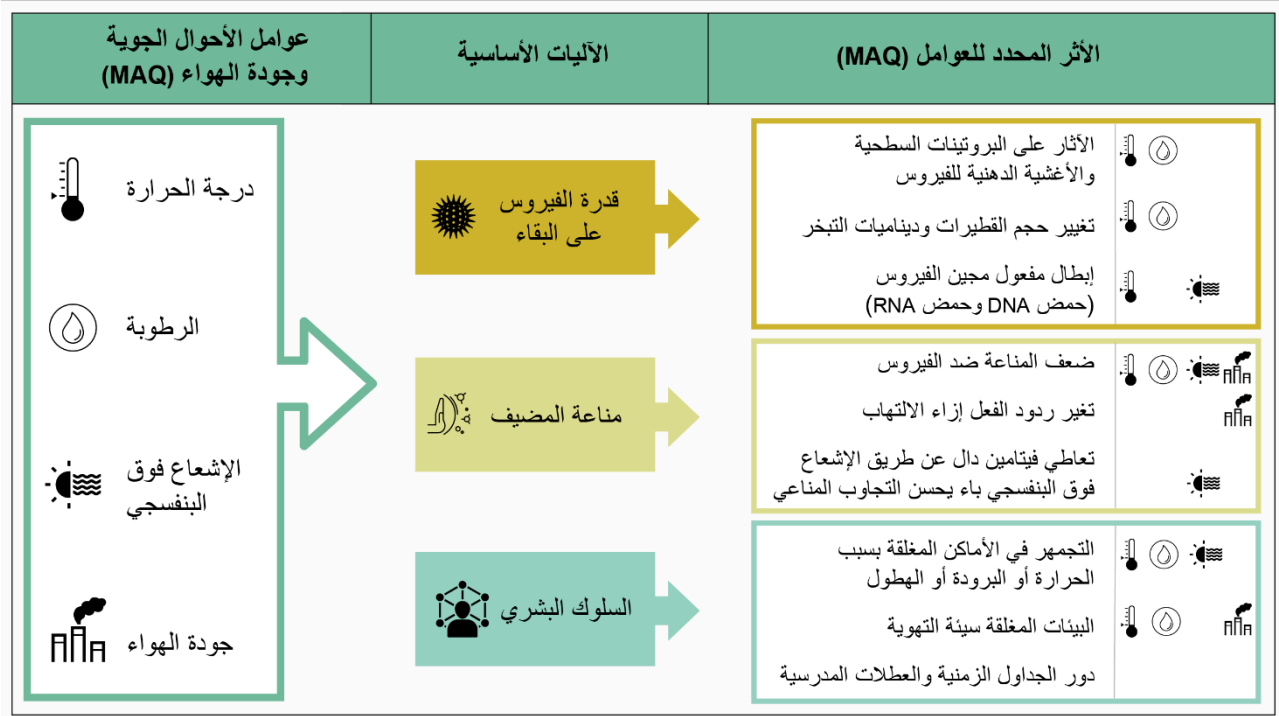 عوامل الأحوال الجوية
وجودة الهواء (MAQ)
الآليات الأساسية
الأثر المحدد للعوامل (MAQ)
درجة الحرارة
الرطوبة
الإشعاع فوق
البنفسجي
جودة الهواء
قدرة الفيروس
على البقاء
مناعة المضيف
السلوك البشري
الآثار على البروتينات السطحية
والأغشية الدهنية للفيروس
تغيير حجم القطيرات وديناميات التبخر
إبطال مفعول مجين الفيروس
(حمض DNA وحمض RNA)
ضعف المناعة ضد الفيروس
تغير ردود الفعل إزاء الالتهاب
تعاطي فيتامين دال عن طريق الإشعاع
فوق البنفسجي باء يحسن التجاوب المناعي
التجمهر في الأماكن المغلقة بسبب
الحرارة أو البرودة أو الهطول
البيئات المغلقة سيئة التهوية
دور الجداول الزمنية والعطلات المدرسية